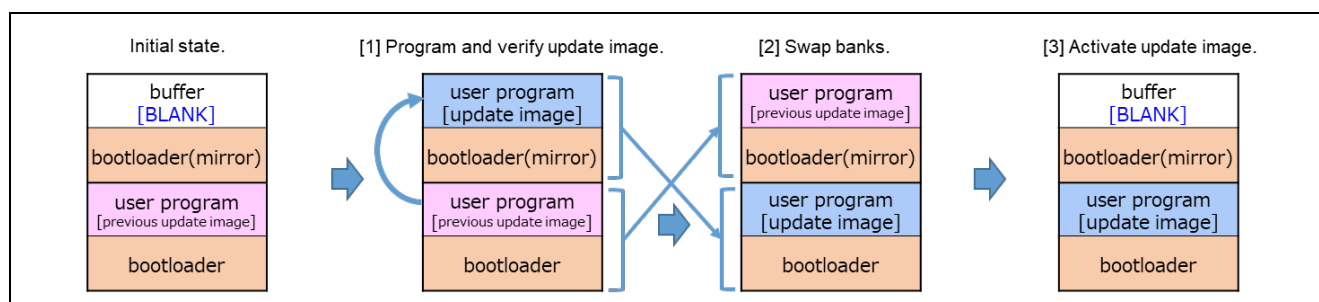 Initial state.
buffer
[BLANK]
bootloader(mirror)
user program
[previous update image]
bootloader
[1] Program and verify update image.
user program
[update image]
bootloader(mirror)
user program
[previous update image]
bootloader
[2] Swap banks.
user program
[previous update image]
bootloader(mirror)
user program
[update image]
bootloader
[3] Activate update image.
buffer
[BLANK]
bootloader(mirror)
user program
[update image]
bootloader